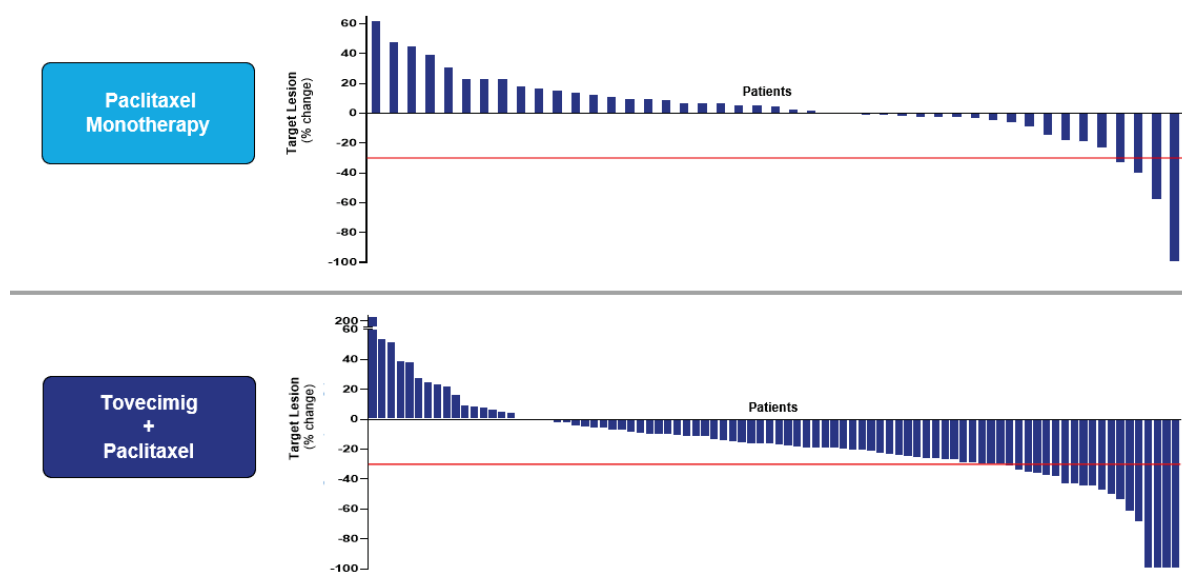 Paclitaxel
Monotherapy
Target Lesion
(% change)
60
40
20
0
-20
-40
-60
-80
-100
Patients
Tovecimig
+
Paclitaxel
Target Lesion
(% change)
200
60
40
20
0
-20
-40
-60
-80
-100
Patients